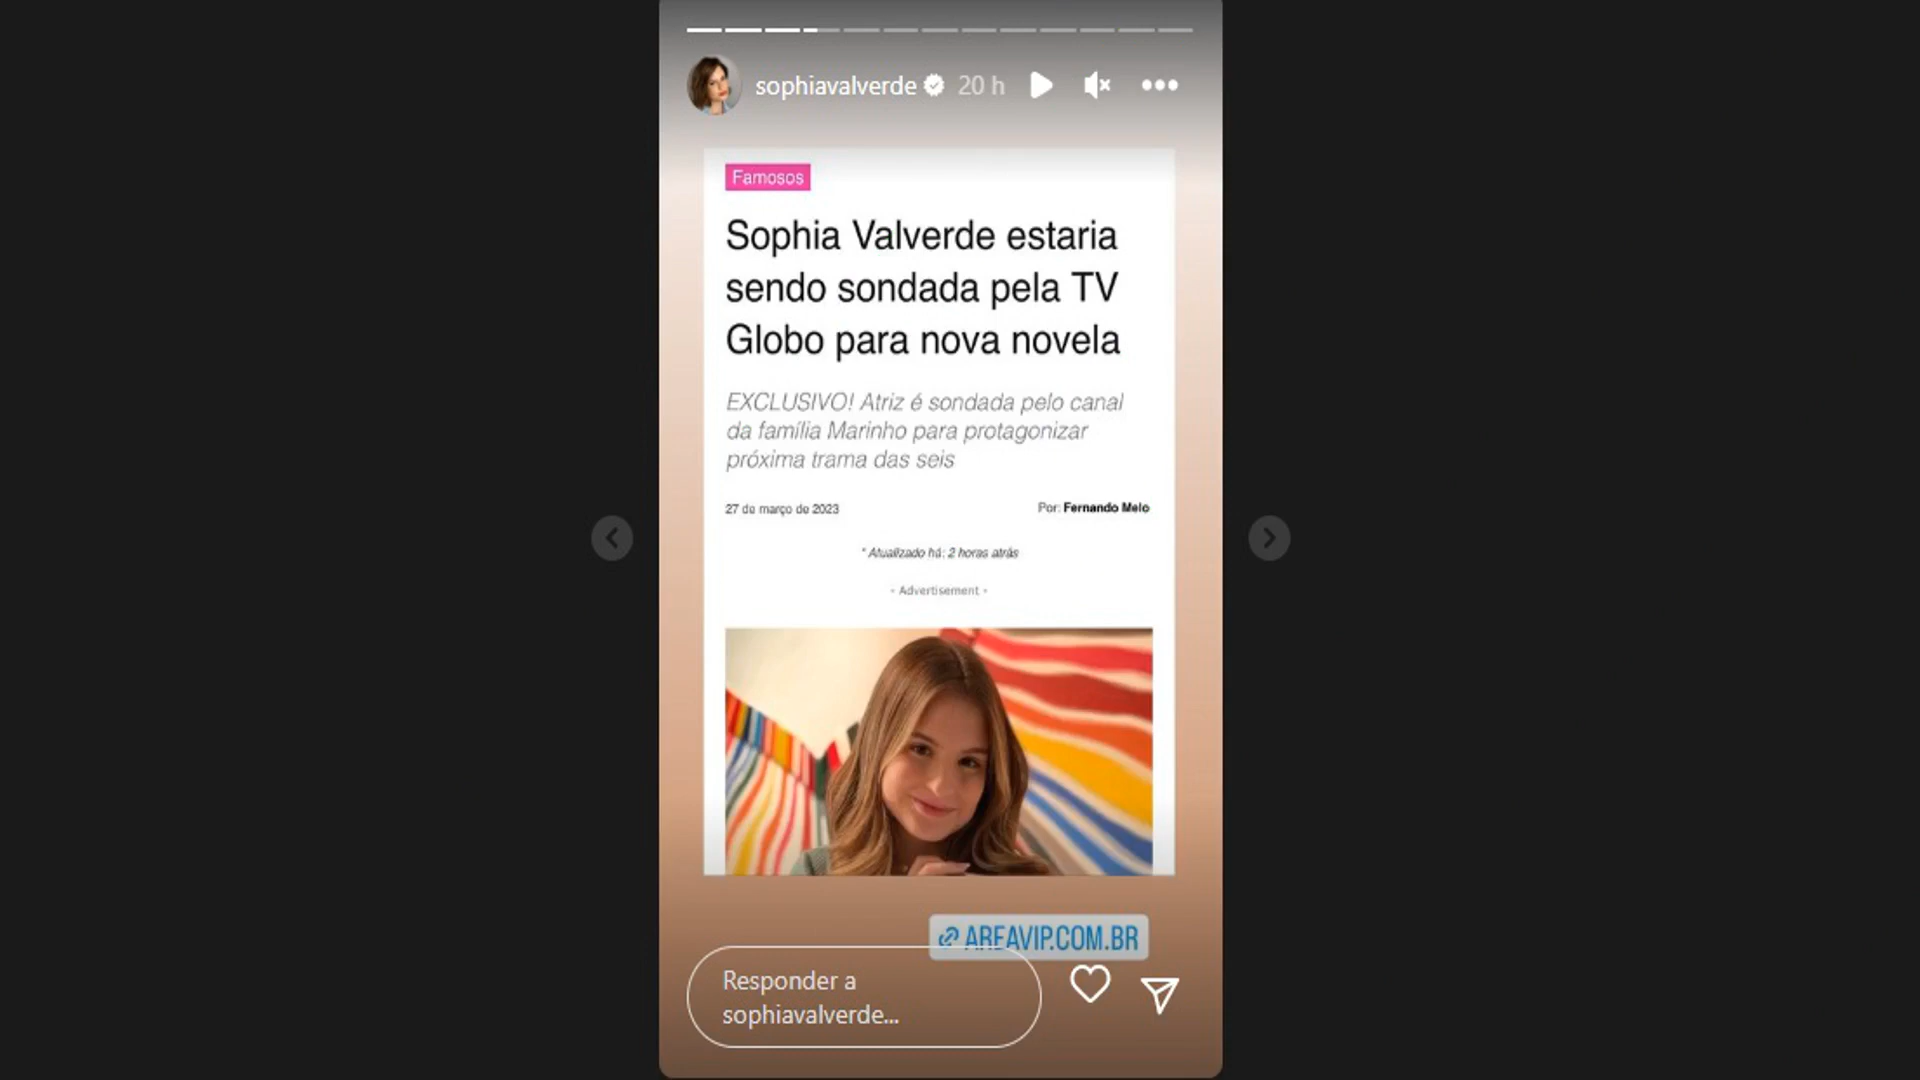 sophiavalverde 20 h
Famosos
Sophia Valverde estaria
sendo sondada pela TV
Globo para nova novela
EXCLUSIVO! Atriz é sondada pelo canal
da família Marinho para protagonizar
próxima trama das seis
27 de março de 2023 Por: Fernando Melo
* Atualizado há: 2 horas atrás
- Advertisement -
AREAVIP.COM.BR
Responder a
sophiavalverde...